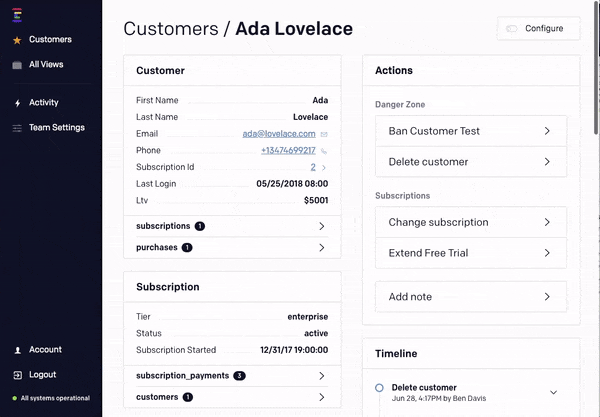 Customers
All Views
Activity
Team Settings
Account
Logout
All systems operational
Customers / Ada Lovelace
Configure
Customer
First Name Ada
Last Name Lovelace
Email ada@lovelace.com
Phone +13474699217
Subscription Id 2
Last Login 05/25/2018 08:00
Ltv $5001
subscriptions 1
purchases 1
Subscription
Tier enterprise
Status active
Subscription Started 12/31/17 19:00:00
subscription_payments 3
customers 1
Actions
Danger Zone
Ban Customer Test
Delete customer
Subscriptions
Change subscription
Extend Free Trial
Add note
Timeline
Delete customer
Jun 28, 4:17PM by Ben Davis